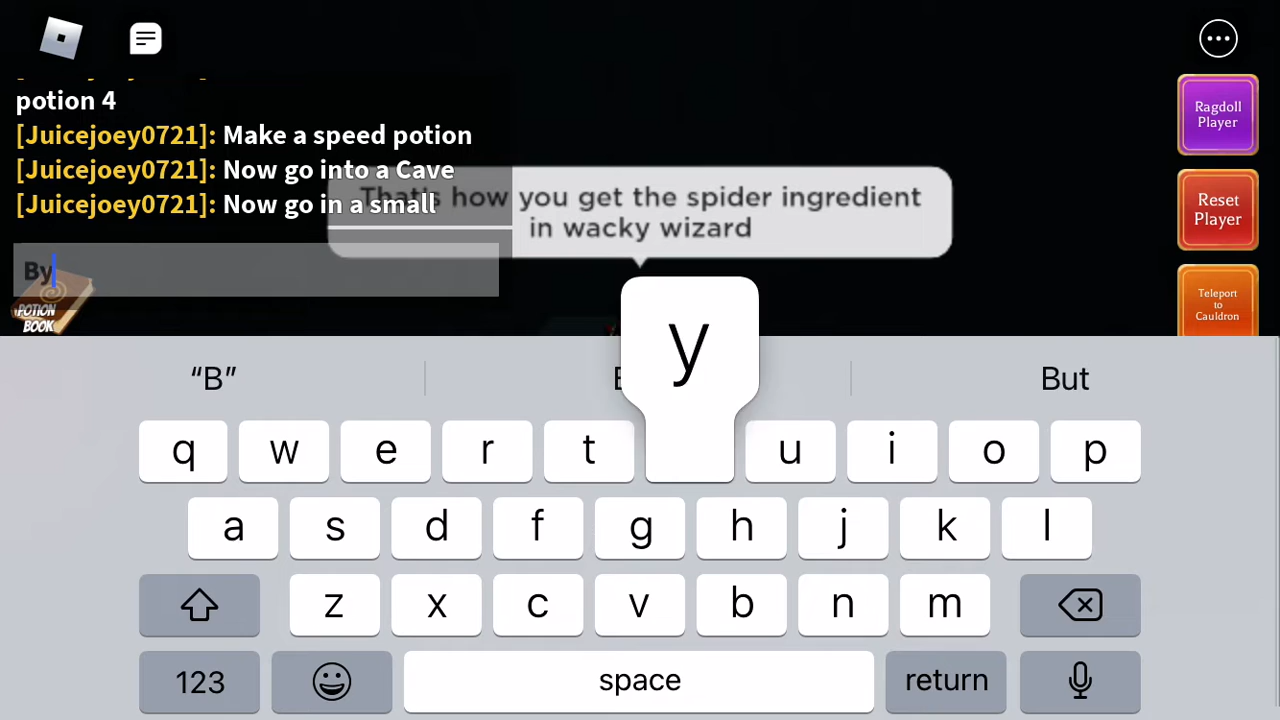 potion 4
[Juicejoey0721]: Make a speed potion
[Juicejoey0721]: Now go into a Cave
[Juicejoey0721]: Now go in a small
That's how you get the spider ingredient
in wacky wizard
By
POTION
BOOK
Ragdoll
Player
Reset
Player
Teleport
to
Cauldron
y
“B” But
q w e r t u i o p
a s d f g h j k l
z x c v b n m
123 space return